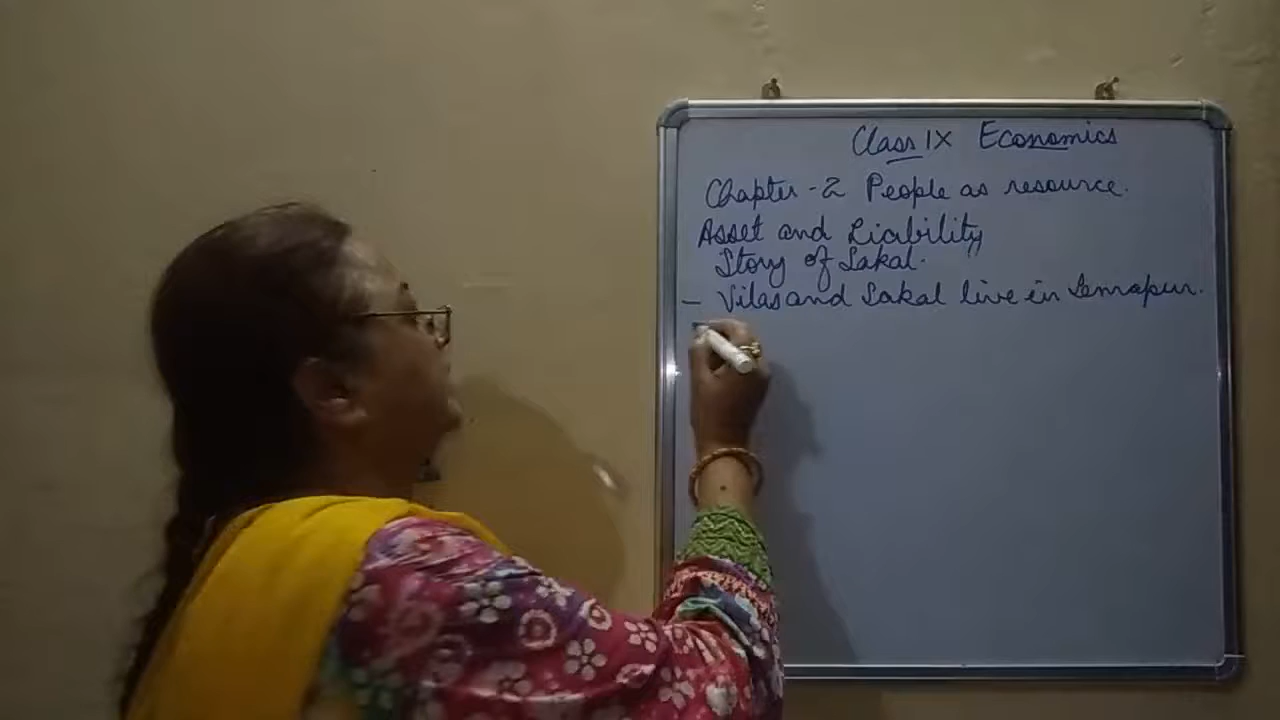 Class IX Economics
Chapter - 2 People as resource.
Asset and Liability
Story of Sakal.
– Vilas and Sakal live in Semapur.